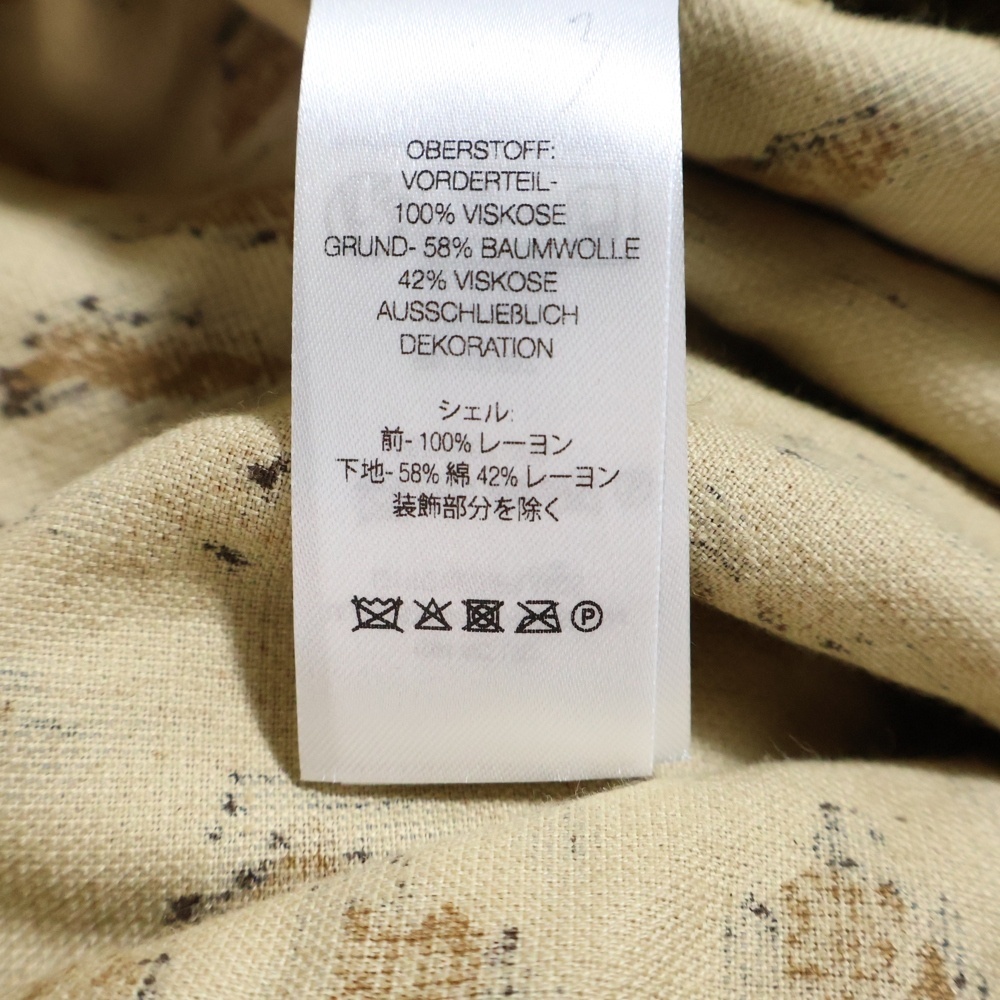 OBERSTOFF:
VORDERTEIL-
100% VISKOSE
GRUND- 58% BAUMWOLLE
42% VISKOSE
AUSSCHLIEßLICH
DEKORATION
シェル:
前- 100% レーヨン
下地- 58% 綿 42% レーヨン
装飾部分を除く
P